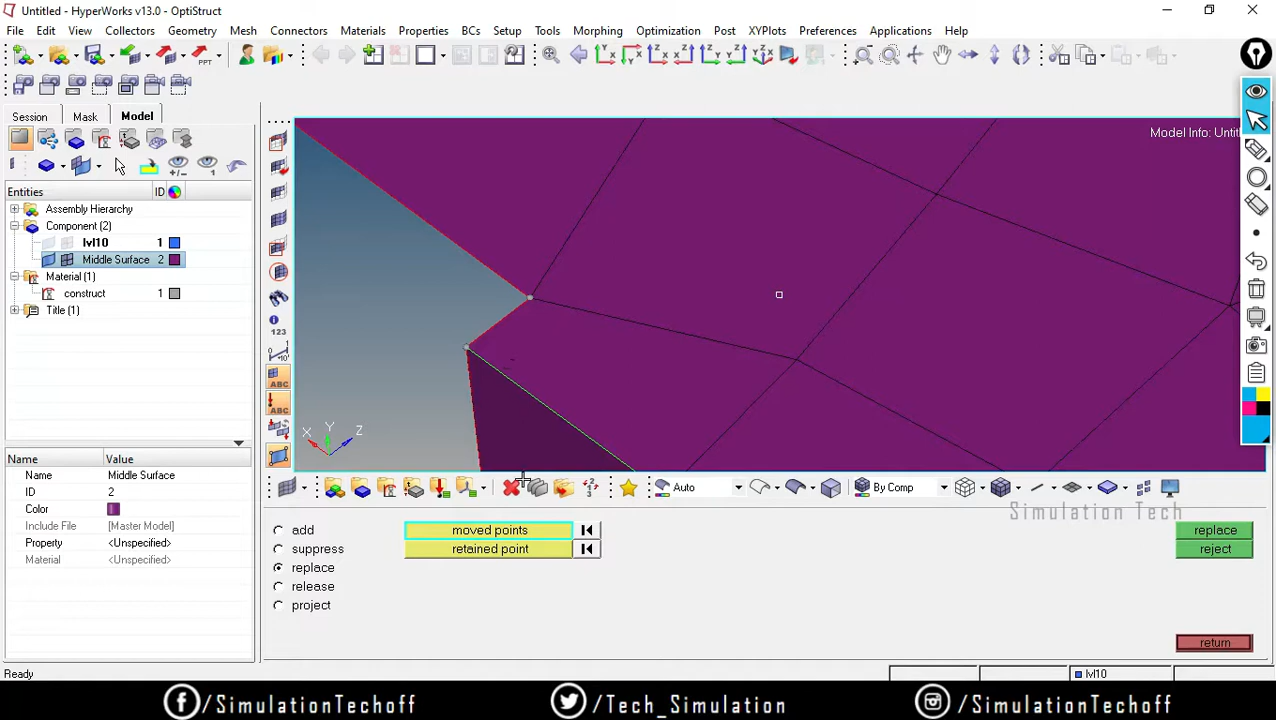 Untitled - HyperWorks v13.0 - OptiStruct
File Edit View Collectors Geometry Mesh Connectors Materials Properties BCs Setup Tools Morphing Optimization Post XYPlots Preferences Applications Help
Session Mask Model
Model Info: Untit
Entities ID
Assembly Hierarchy
Component (2)
lvl10 1
Middle Surface 2
Material (1)
construct 1
Title (1)
Name Value
Name Middle Surface
ID 2
Color
Include File [Master Model]
Property <Unspecified>
Material <Unspecified>
123
ABC
ABC
X Y Z
Auto By Comp
Simulation Tech
add moved points replace
suppress retained point reject
replace
release
project
return
Ready lvl10
/SimulationTechoff /Tech_Simulation /SimulationTechoff